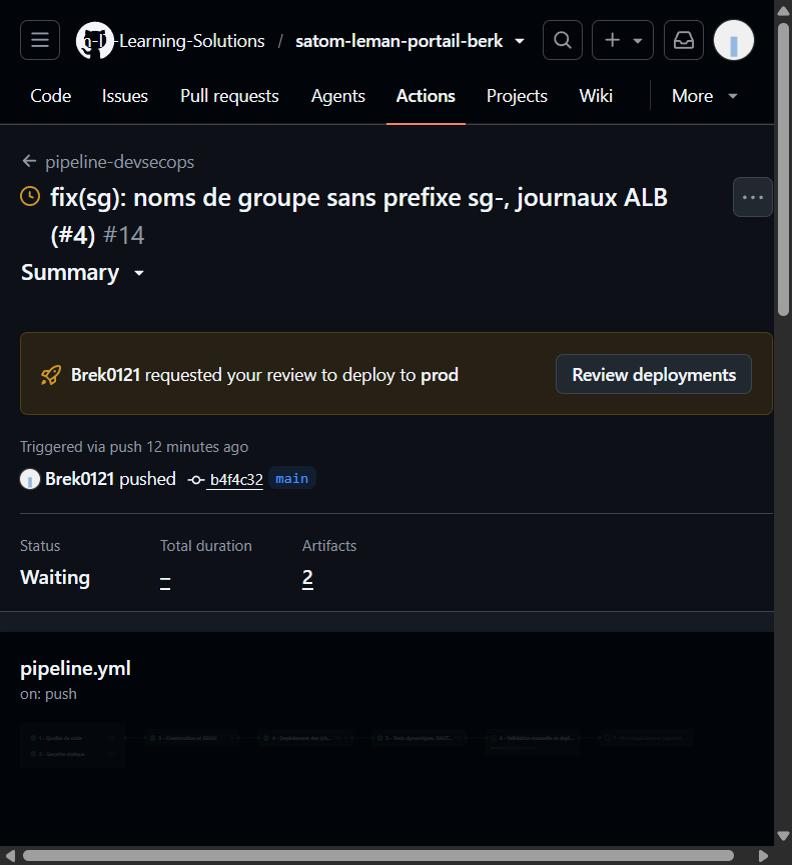 -Learning-Solutions / satom-leman-portail-berk
Code Issues Pull requests Agents Actions Projects Wiki More
pipeline-devsecops
fix(sg): noms de groupe sans prefixe sg-, journaux ALB
(#4) #14
Summary
Brek0121 requested your review to deploy to prod
Review deployments
Triggered via push 12 minutes ago
Brek0121 pushed b4f4c32 main
Status Total duration Artifacts
Waiting – 2
pipeline.yml
on: push